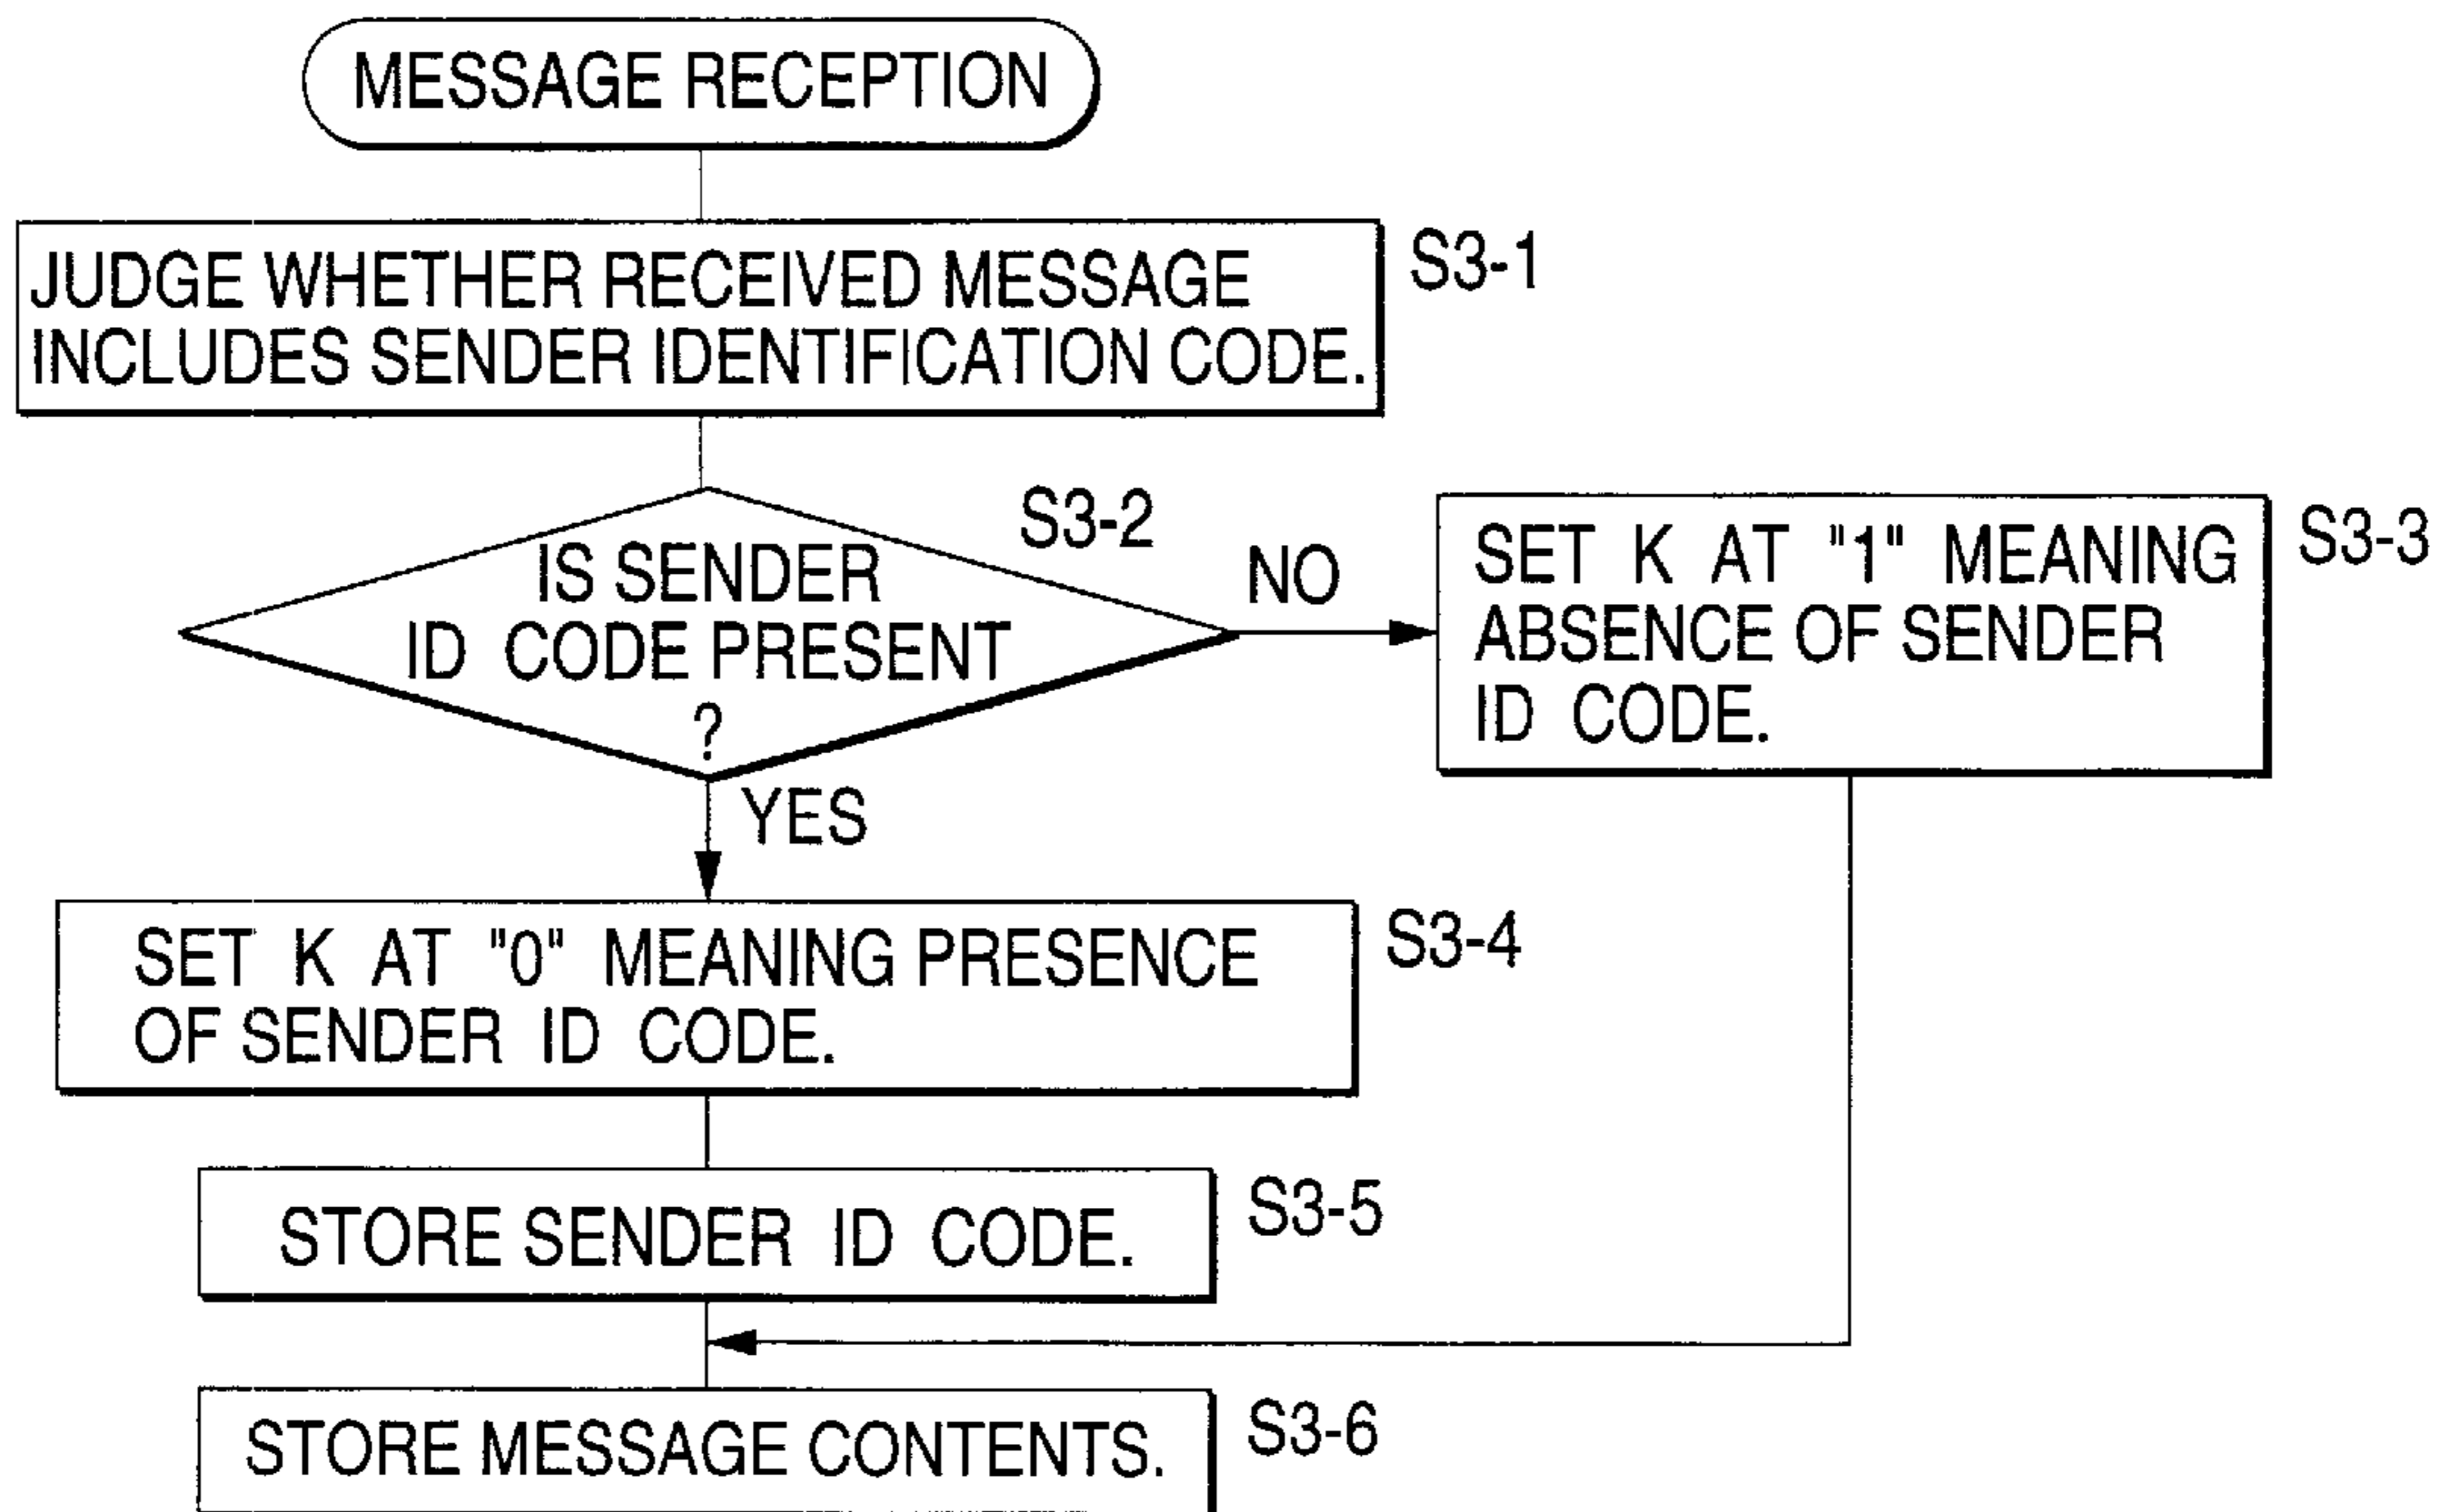 MESSAGE RECEPTION
JUDGE WHETHER RECEIVED MESSAGE
INCLUDES SENDER IDENTIFICATION CODE.
S3-1
S3-2
IS SENDER
ID CODE PRESENT
?
NO
SET K AT "1" MEANING
ABSENCE OF SENDER
ID CODE.
S3-3
YES
SET K AT "0" MEANING PRESENCE
OF SENDER ID CODE.
S3-4
STORE SENDER ID CODE.
S3-5
STORE MESSAGE CONTENTS.
S3-6